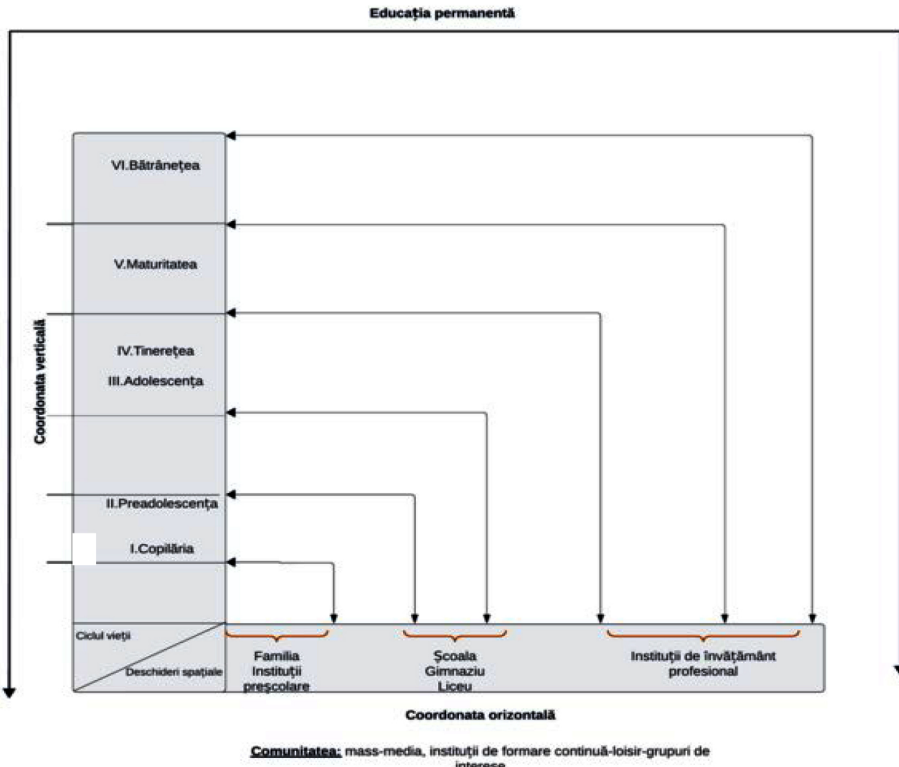 Educația permanentă
VI.Bătrânețea
V.Maturitatea
IV.Tinerețea
III.Adolescența
Coordonata verticală
II.Preadolescența
I.Copilăria
Ciclul vieții
Deschideri spațiale
Familia
Instituții
preșcolare
Școala
Gimnaziu
Liceu
Instituții de învățământ
profesional
Coordonata orizontală
Comunitatea: mass-media, instituții de formare continuă-loisir-grupuri de
interese